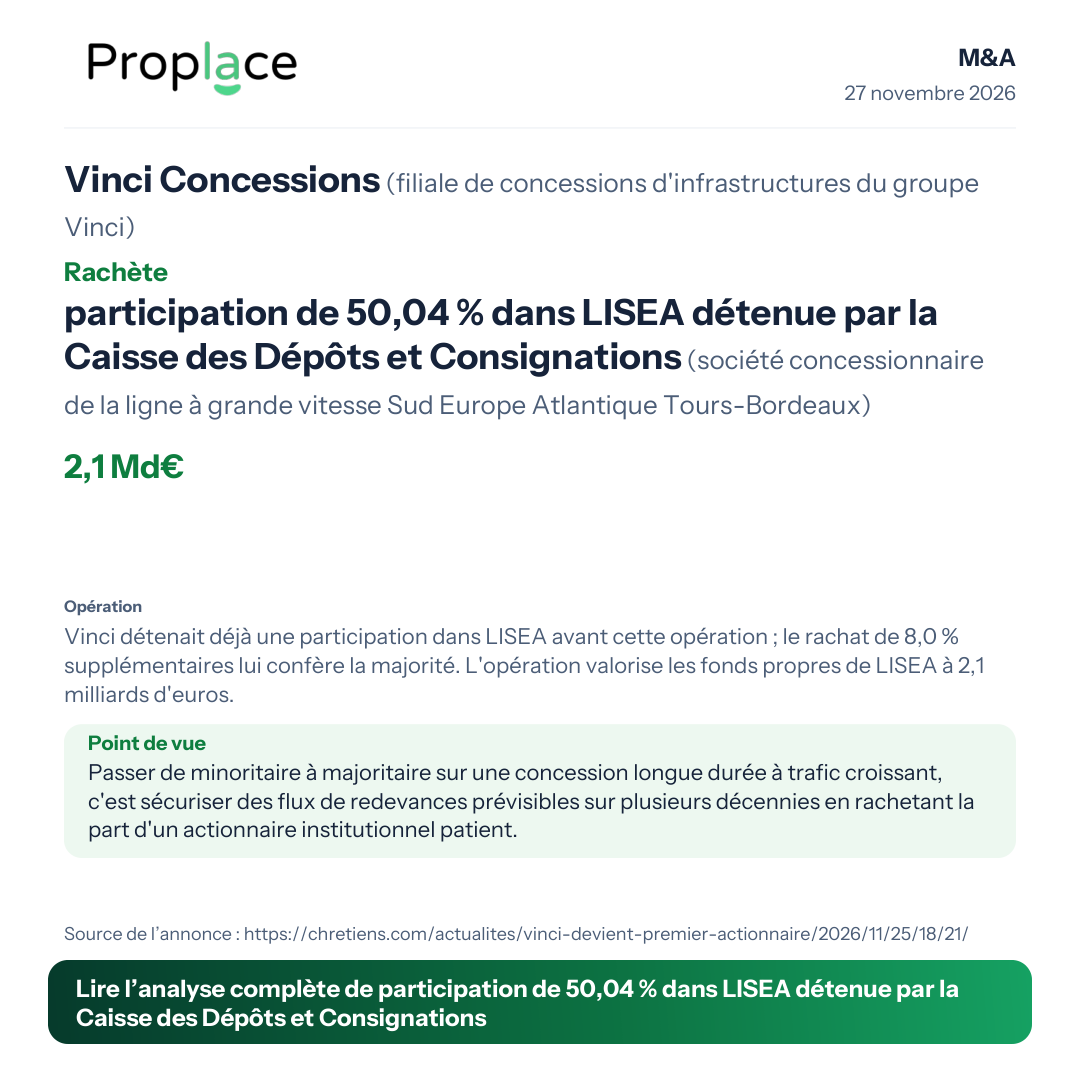 Proplace
M&A
27 novembre 2026
Vinci Concessions (filiale de concessions d'infrastructures du groupe
Vinci)
Rachète
participation de 50,04 % dans LISEA détenue par la
Caisse des Dépôts et Consignations (société concessionnaire
de la ligne à grande vitesse Sud Europe Atlantique Tours-Bordeaux)
2,1 Md€
Opération
Vinci détenait déjà une participation dans LISEA avant cette opération ; le rachat de 8,0 %
supplémentaires lui confère la majorité. L'opération valorise les fonds propres de LISEA à 2,1
milliards d'euros.
Point de vue
Passer de minoritaire à majoritaire sur une concession longue durée à trafic croissant,
c'est sécuriser des flux de redevances prévisibles sur plusieurs décennies en rachetant la
part d'un actionnaire institutionnel patient.
Source de l’annonce : https://chretiens.com/actualites/vinci-devient-premier-actionnaire/2026/11/25/18/21/
Lire l’analyse complète de participation de 50,04 % dans LISEA détenue par la
Caisse des Dépôts et Consignations